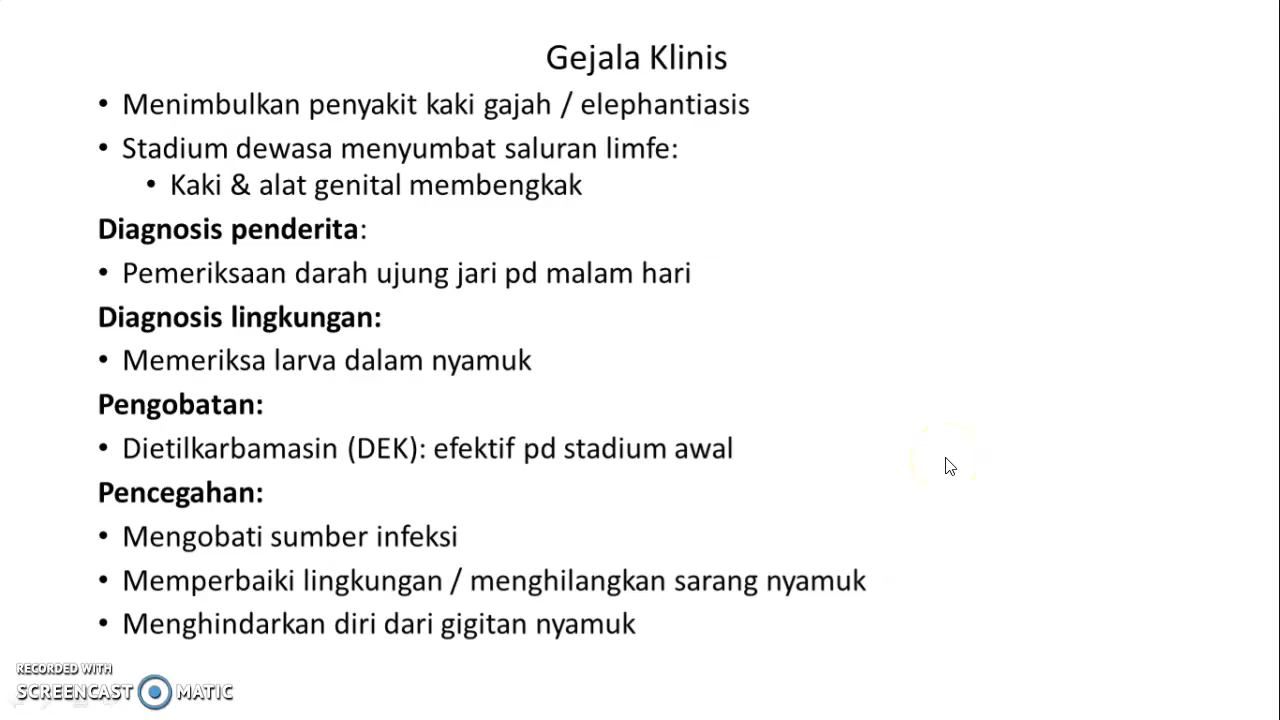 Gejala Klinis
• Menimbulkan penyakit kaki gajah / elephantiasis
• Stadium dewasa menyumbat saluran limfe:
• Kaki & alat genital membengkak
Diagnosis penderita:
• Pemeriksaan darah ujung jari pd malam hari
Diagnosis lingkungan:
• Memeriksa larva dalam nyamuk
Pengobatan:
• Dietilkarbamasin (DEK): efektif pd stadium awal
Pencegahan:
• Mengobati sumber infeksi
• Memperbaiki lingkungan / menghilangkan sarang nyamuk
• Menghindarkan diri dari gigitan nyamuk
RECORDED WITH
SCREENCAST MATIC